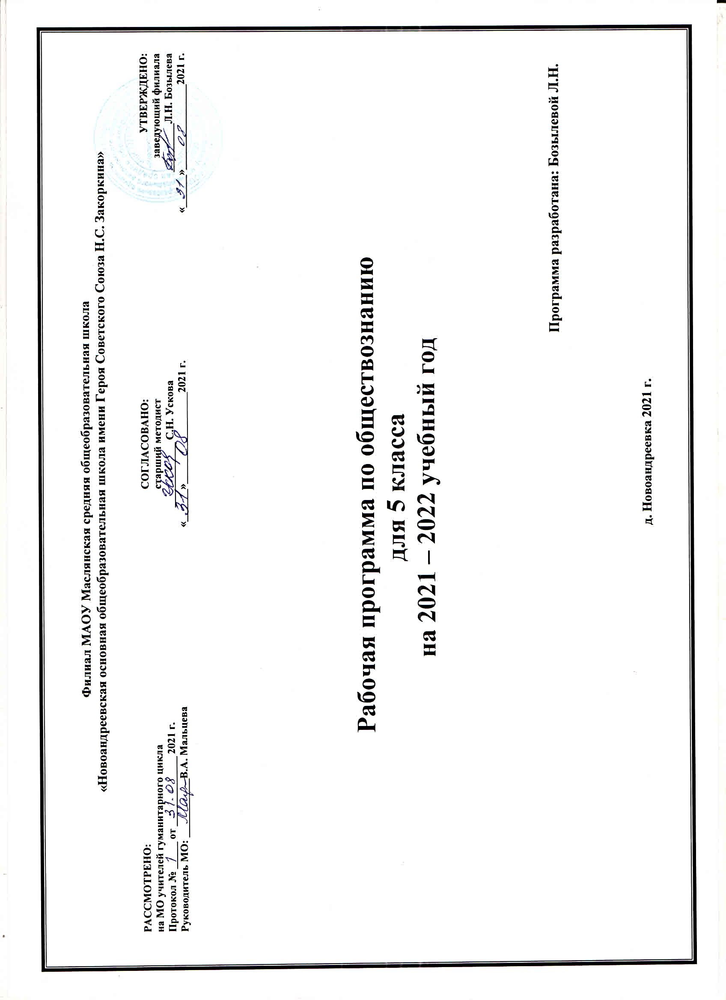 Филиал МАОУ Маслянская средняя общеобразовательная школа
«Новоандреевская основная общеобразовательная школа имени Героя Советского Союза Н.С. Закоркина»
РАССМОТРЕНО:
на МО учителей гуманитарного цикла
Протокол № 1 от 31.08 2021 г.
Руководитель МО: В.А. Мальцева
СОГЛАСОВАНО:
старший методист
С.Н. Ускова
«31» 08 2021 г.
УТВЕРЖДЕНО:
заведующий филиала
Л.Н. Бозылева
«31» 08 2021 г.
Рабочая программа по обществознанию
для 5 класса
на 2021 – 2022 учебный год
Программа разработана: Бозылевой Л.Н.
д. Новоандреевка 2021 г.